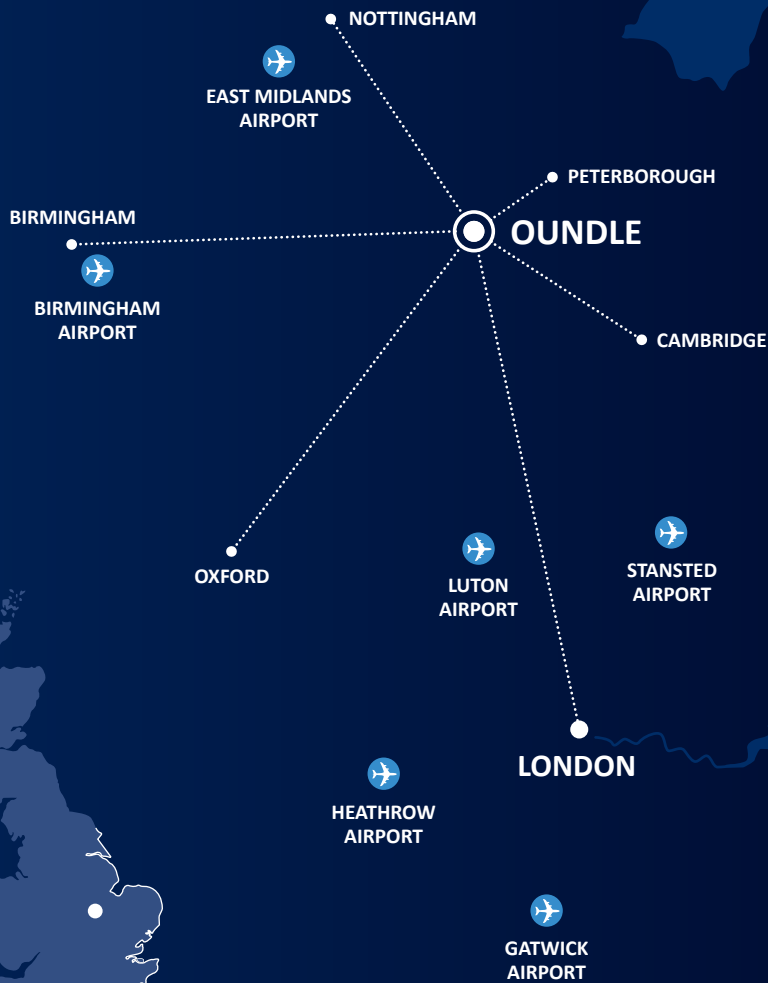 NOTTINGHAM
EAST MIDLANDS
AIRPORT
PETERBOROUGH
BIRMINGHAM
OUNDLE
BIRMINGHAM
AIRPORT
CAMBRIDGE
OXFORD
LUTON
AIRPORT
STANSTED
AIRPORT
LONDON
HEATHROW
AIRPORT
GATWICK
AIRPORT